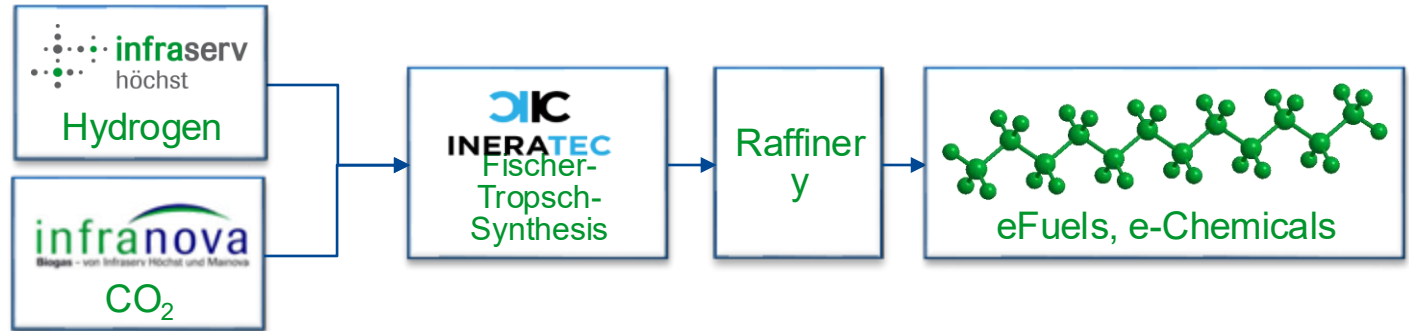 infraserv
höchst
Hydrogen
infranova
Biogas – von Infraserv Höchst und Mainova
CO₂
INERATEC
Fischer-
Tropsch-
Synthesis
Raffiner
y
eFuels, e-Chemicals